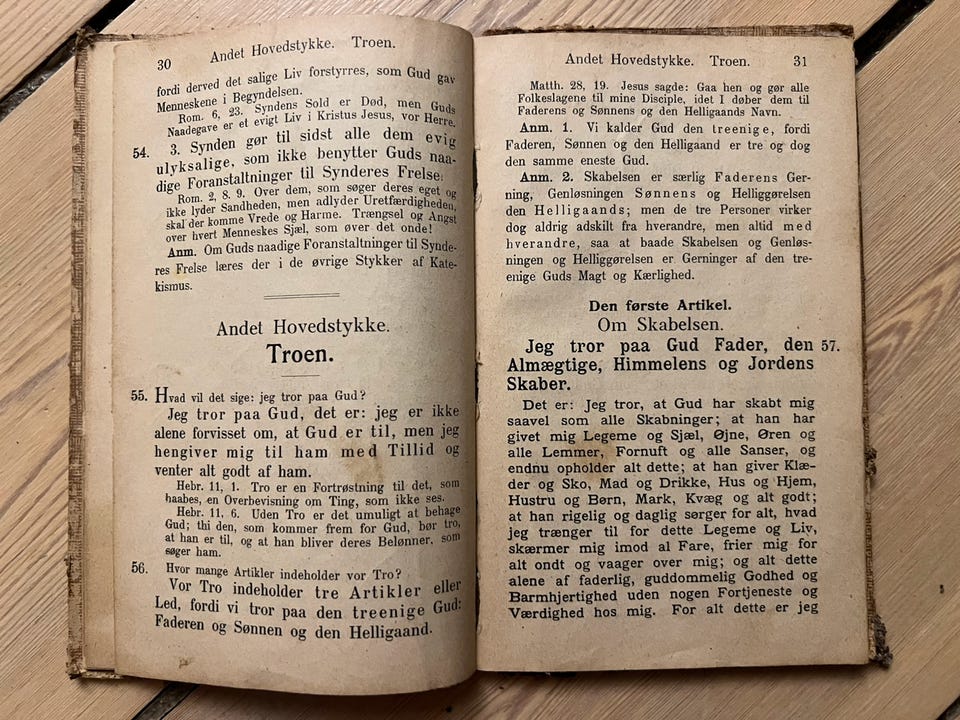 30 Andet Hovedstykke. Troen.
fordi derved det salige Liv forstyrres, som Gud gav
Menneskene i Begyndelsen.
Rom. 6, 23. Syndens Sold er Død, men Guds
Naadegave er et evigt Liv i Kristus Jesus, vor Herre.
54. 3. Synden gør til sidst alle dem evig
ulyksalige, som ikke benytter Guds naa-
dige Foranstaltninger til Synderes Frelse.
Rom. 2, 8. 9. Over dem, som søger deres eget og
ikke lyder Sandheden, men adlyder Uretfærdigheden,
skal der komme Vrede og Harme. Trængsel og Angst
over hvert Menneskes Sjæl, som øver det onde!
Anm. Om Guds naadige Foranstaltninger til Synde-
res Frelse læres der i de øvrige Stykker af Kate-
kismus.
Andet Hovedstykke.
Troen.
55. Hvad vil det sige: jeg tror paa Gud?
Jeg tror paa Gud, det er: jeg er ikke
alene forvisset om, at Gud er til, men jeg
hengiver mig til ham med Tillid og
venter alt godt af ham.
Hebr. 11, 1. Tro er en Fortrøstning til det, som
haabes, en Overbevisning om Ting, som ikke ses.
Hebr. 11, 6. Uden Tro er det umuligt at behage
Gud; thi den, som kommer frem for Gud, bør tro,
at han er til, og at han bliver deres Belønner, som
søger ham.
56. Hvor mange Artikler indeholder vor Tro?
Vor Tro indeholder tre Artikler eller
Led, fordi vi tror paa den treenige Gud:
Faderen og Sønnen og den Helligaand.
Andet Hovedstykke. Troen. 31
Matth. 28, 19. Jesus sagde: Gaa hen og gør alle
Folkeslagene til mine Disciple, idet I døber dem til
Faderens og Sønnens og den Helligaands Navn.
Anm. 1. Vi kalder Gud den treenige, fordi
Faderen, Sønnen og den Helligaand er tre og dog
den samme eneste Gud.
Anm. 2. Skabelsen er særlig Faderens Ger-
ning, Genløsningen Sønnens og Helliggørelsen
den Helligaands; men de tre Personer virker
dog aldrig adskilt fra hverandre, men altid med
hverandre, saa at baade Skabelsen og Genløs-
ningen og Helliggørelsen er Gerninger af den tre-
enige Guds Magt og Kærlighed.
Den første Artikel.
Om Skabelsen.
Jeg tror paa Gud Fader, den 57.
Almægtige, Himmelens og Jordens
Skaber.
Det er: Jeg tror, at Gud har skabt mig
saavel som alle Skabninger; at han har
givet mig Legeme og Sjæl, Øjne, Øren og
alle Lemmer, Fornuft og alle Sanser, og
endnu opholder alt dette; at han giver Klæ-
der og Sko, Mad og Drikke, Hus og Hjem,
Hustru og Børn, Mark, Kvæg og alt godt;
at han rigelig og daglig sørger for alt, hvad
jeg trænger til for dette Legeme og Liv,
skærmer mig imod al Fare, frier mig for
alt ondt og vaager over mig; og alt dette
alene af faderlig, guddommelig Godhed og
Barmhjertighed uden nogen Fortjeneste og
Værdighed hos mig. For alt dette er jeg